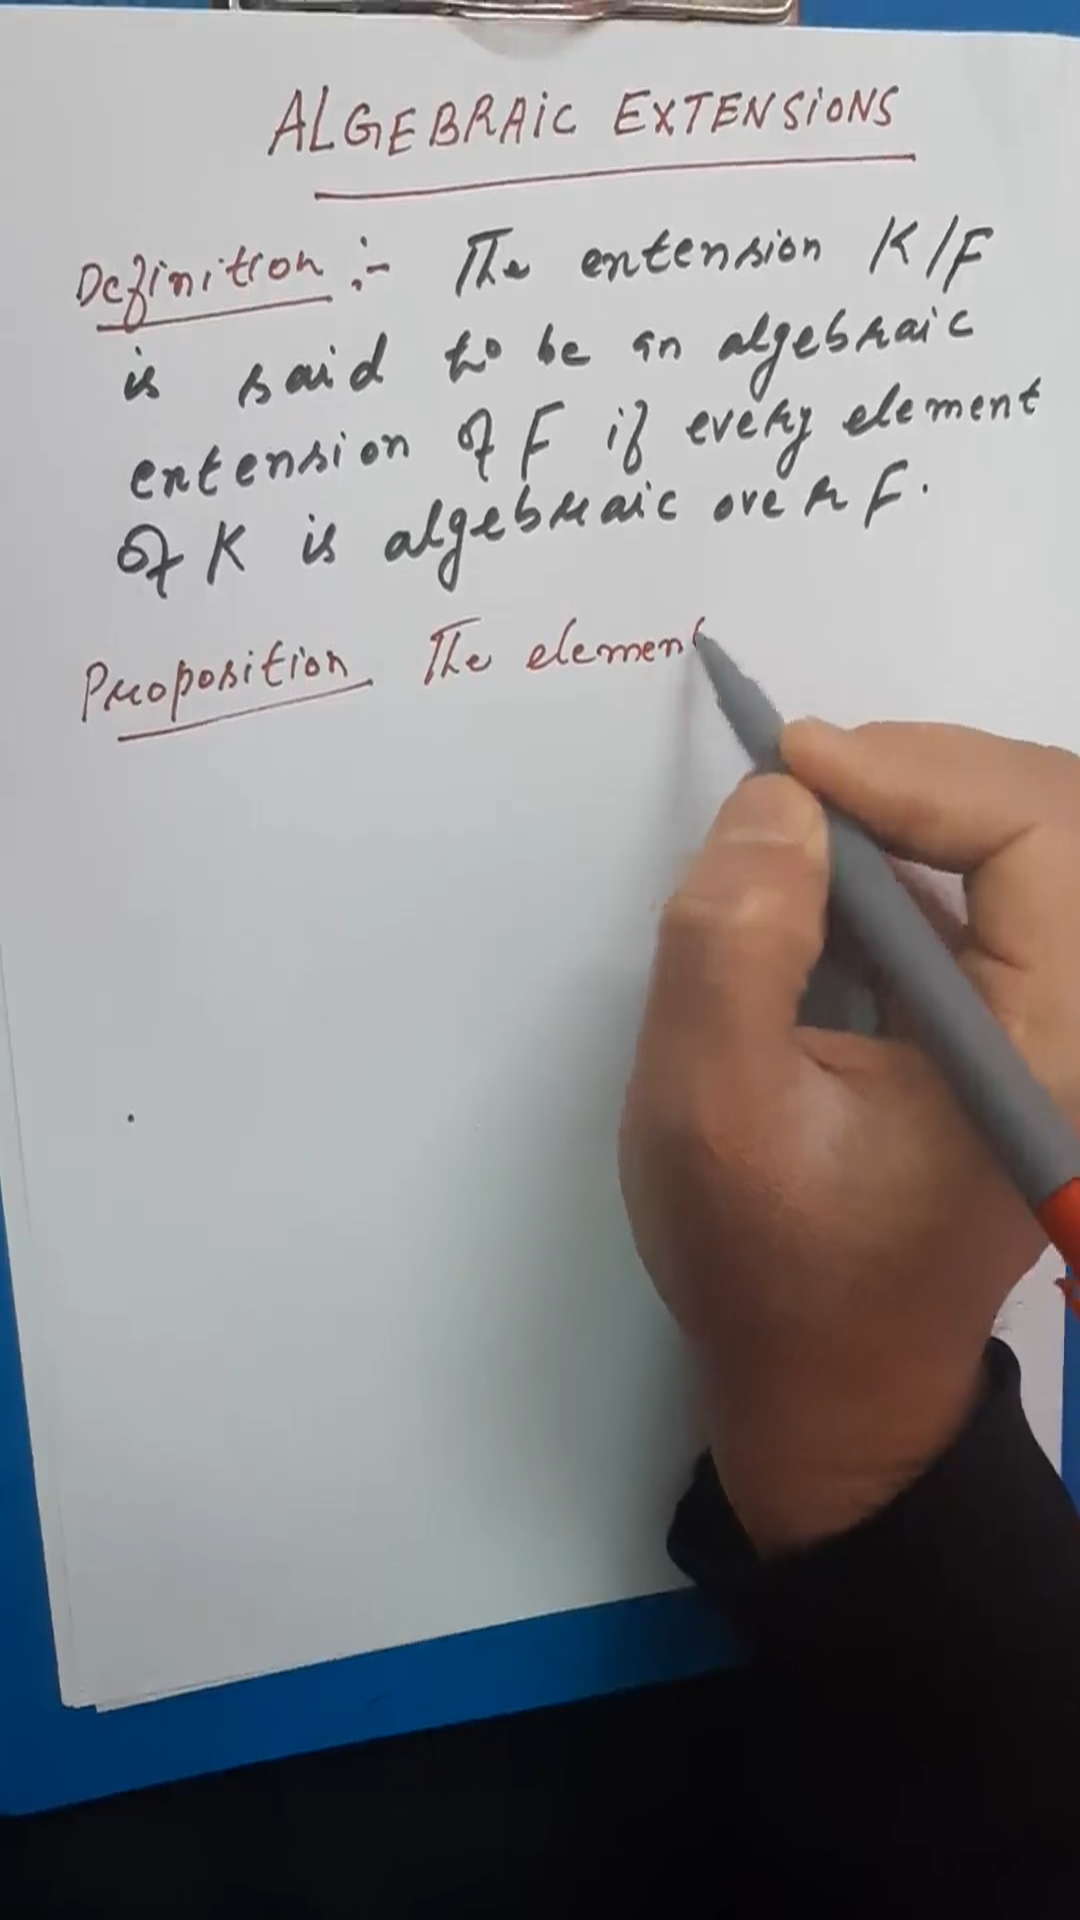 ALGEBRAIC EXTENSIONS
Definition :- The extension K/F
is said to be an algebraic
extension of F if every element
of K is algebraic over F.
Proposition The element